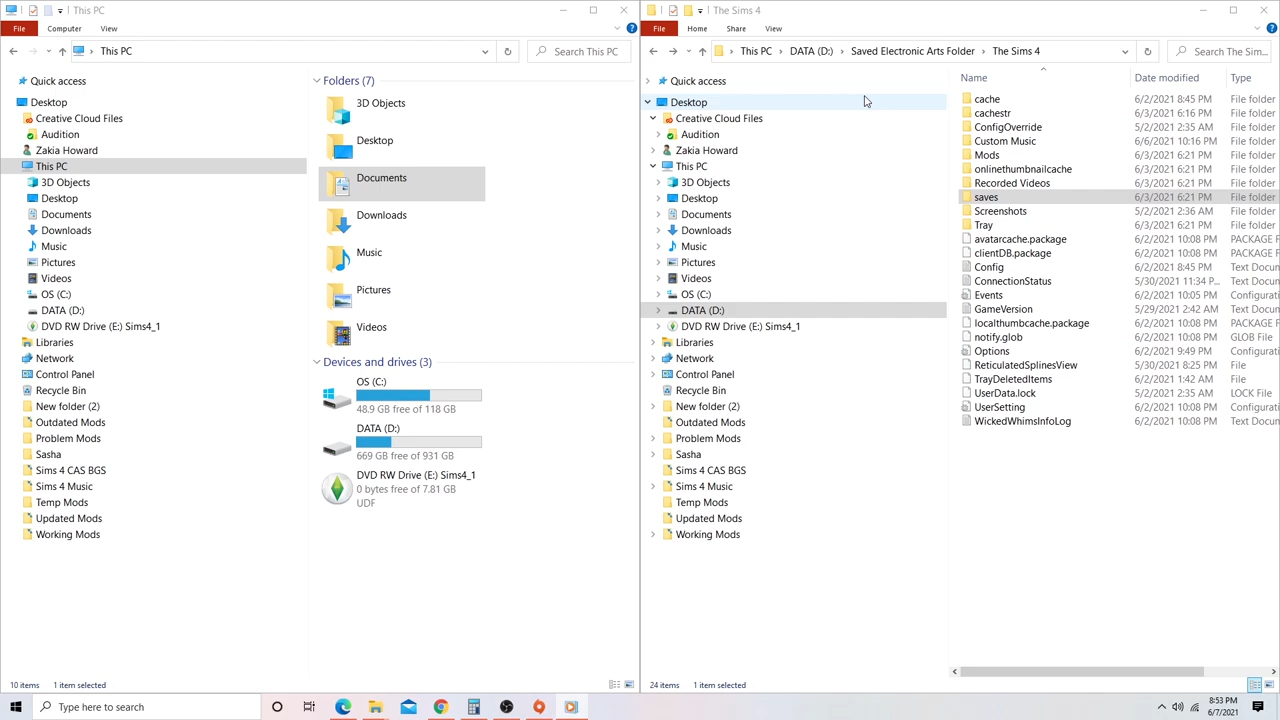 This PC
File Computer View
This PC
Search This PC
Quick access
Desktop
Creative Cloud Files
Audition
Zakia Howard
This PC
3D Objects
Desktop
Documents
Downloads
Music
Pictures
Videos
OS (C:)
DATA (D:)
DVD RW Drive (E:) Sims4_1
Libraries
Network
Control Panel
Recycle Bin
New folder (2)
Outdated Mods
Problem Mods
Sasha
Sims 4 CAS BGS
Sims 4 Music
Temp Mods
Updated Mods
Working Mods
Folders (7)
3D Objects
Desktop
Documents
Downloads
Music
Pictures
Videos
Devices and drives (3)
OS (C:)
48.9 GB free of 118 GB
DATA (D:)
669 GB free of 931 GB
DVD RW Drive (E:) Sims4_1
0 bytes free of 7.81 GB
UDF
10 items 1 item selected
The Sims 4
File Home Share View
This PC DATA (D:) Saved Electronic Arts Folder The Sims 4
Search The Sim...
Quick access
Desktop
Creative Cloud Files
Audition
Zakia Howard
This PC
3D Objects
Desktop
Documents
Downloads
Music
Pictures
Videos
OS (C:)
DATA (D:)
DVD RW Drive (E:) Sims4_1
Libraries
Network
Control Panel
Recycle Bin
New folder (2)
Outdated Mods
Problem Mods
Sasha
Sims 4 CAS BGS
Sims 4 Music
Temp Mods
Updated Mods
Working Mods
Name Date modified Type
cache 6/2/2021 8:45 PM File folder
cachestr 6/3/2021 6:16 PM File folder
ConfigOverride 5/2/2021 2:35 AM File folder
Custom Music 6/6/2021 10:16 PM File folder
Mods 6/3/2021 6:21 PM File folder
onlinethumbnailcache 6/3/2021 6:21 PM File folder
Recorded Videos 6/3/2021 6:21 PM File folder
saves 6/3/2021 6:21 PM File folder
Screenshots 5/2/2021 2:36 AM File folder
Tray 6/3/2021 6:21 PM File folder
avatarcache.package 6/2/2021 10:08 PM PACKAGE F
clientDB.package 6/2/2021 10:08 PM PACKAGE F
Config 6/2/2021 8:45 PM Text Docum
ConnectionStatus 5/30/2021 11:34 P... Text Docum
Events 6/2/2021 10:05 PM Configurat
GameVersion 5/29/2021 2:42 AM Text Docum
localthumbcache.package 6/2/2021 10:08 PM PACKAGE F
notify.glob 6/2/2021 10:08 PM GLOB File
Options 6/2/2021 9:49 PM Configurati
ReticulatedSplinesView 5/30/2021 8:25 PM File
TrayDeletedItems 6/2/2021 1:42 AM File
UserData.lock 5/2/2021 2:35 AM LOCK File
UserSetting 6/2/2021 10:08 PM Configurati
WickedWhimsInfoLog 6/2/2021 10:08 PM Text Docum
24 items 1 item selected
Type here to search
8:53 PM
6/7/2021